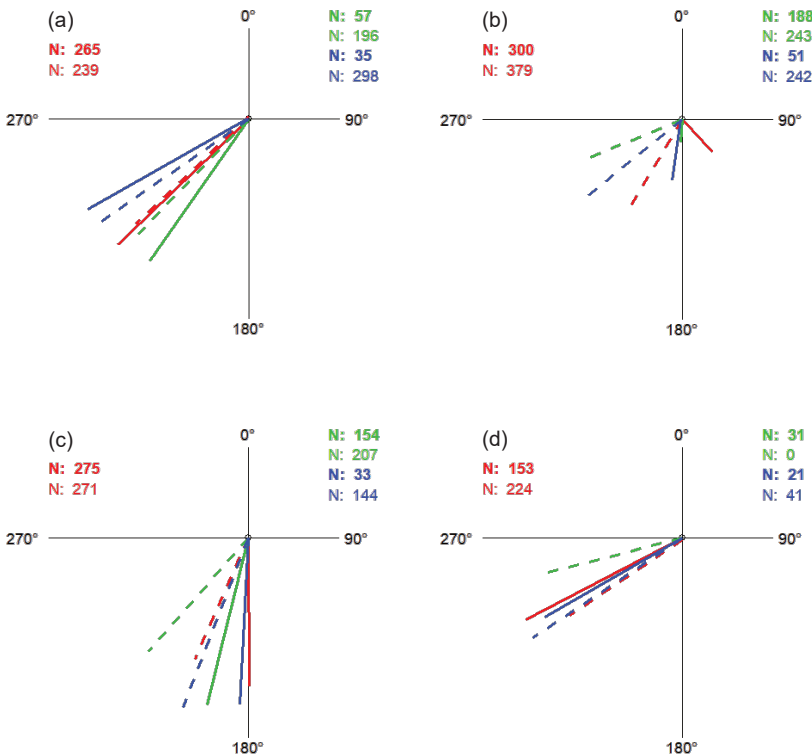 (a)
0°
N: 57
N: 196
N: 35
N: 298
N: 265
N: 239
270°
90°
180°
(b)
0°
N: 188
N: 243
N: 51
N: 242
N: 300
N: 379
270°
90°
180°
(c)
0°
N: 154
N: 207
N: 33
N: 144
N: 275
N: 271
270°
90°
180°
(d)
0°
N: 31
N: 0
N: 21
N: 41
N: 153
N: 224
270°
90°
180°